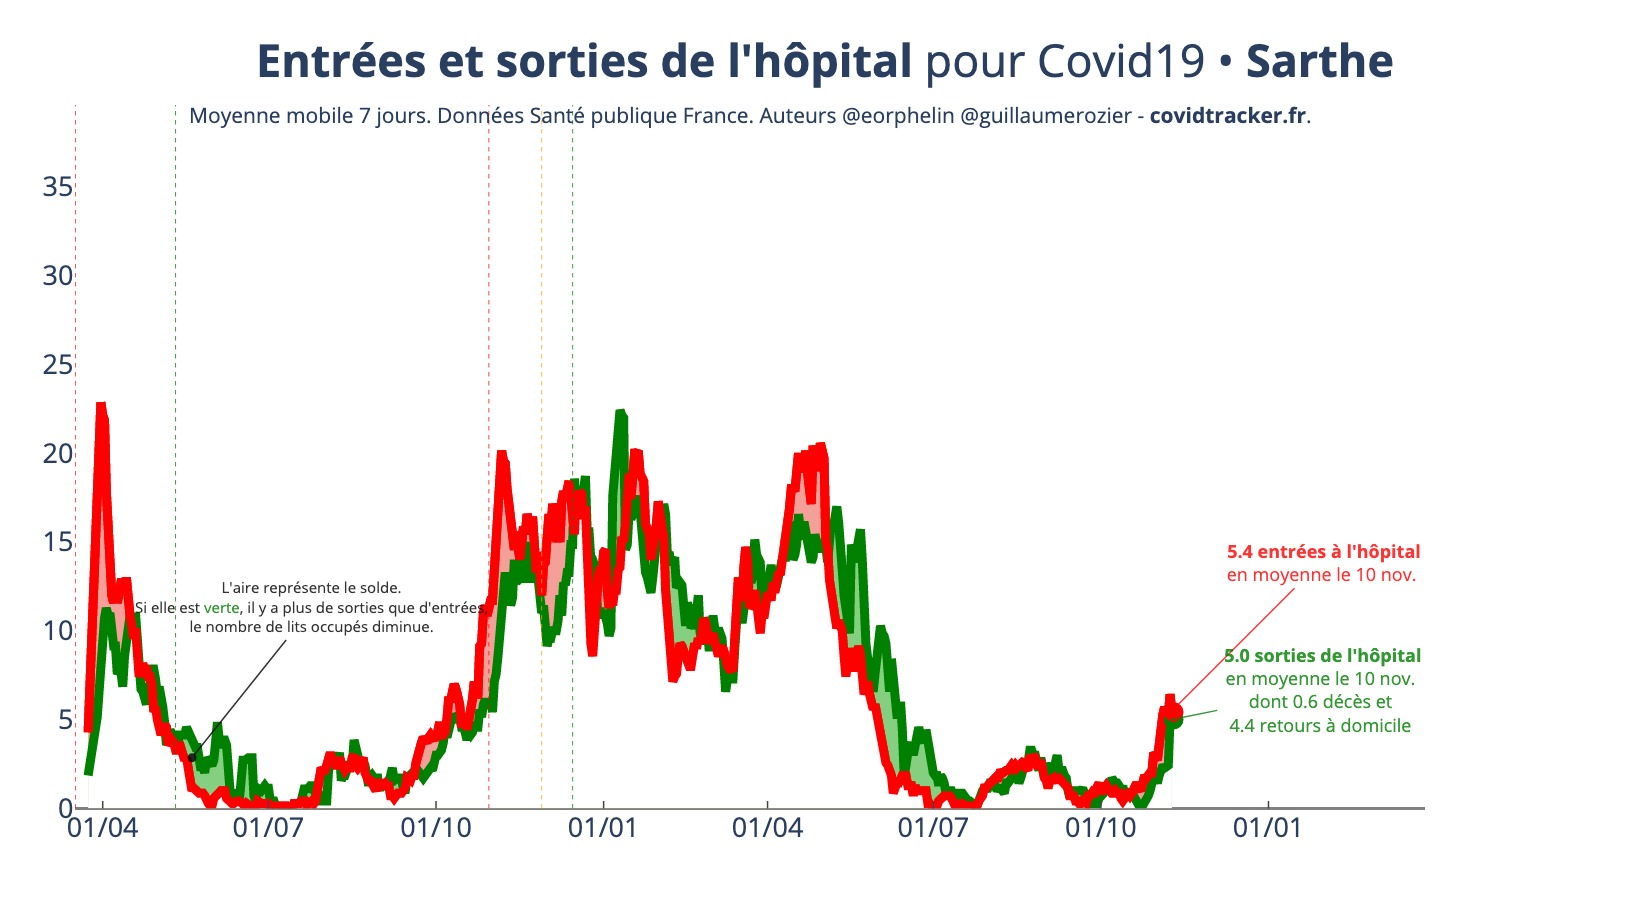 Entrées et sorties de l'hôpital pour Covid19 • Sarthe
Moyenne mobile 7 jours. Données Santé publique France. Auteurs @eorphelin @guillaumerozier - covidtracker.fr.
35
30
25
20
15
10
5
0
L'aire représente le solde.
Si elle est verte, il y a plus de sorties que d'entrées,
le nombre de lits occupés diminue.
5.4 entrées à l'hôpital
en moyenne le 10 nov.
5.0 sorties de l'hôpital
en moyenne le 10 nov.
dont 0.6 décès et
4.4 retours à domicile
01/04 01/07 01/10 01/01 01/04 01/07 01/10 01/01